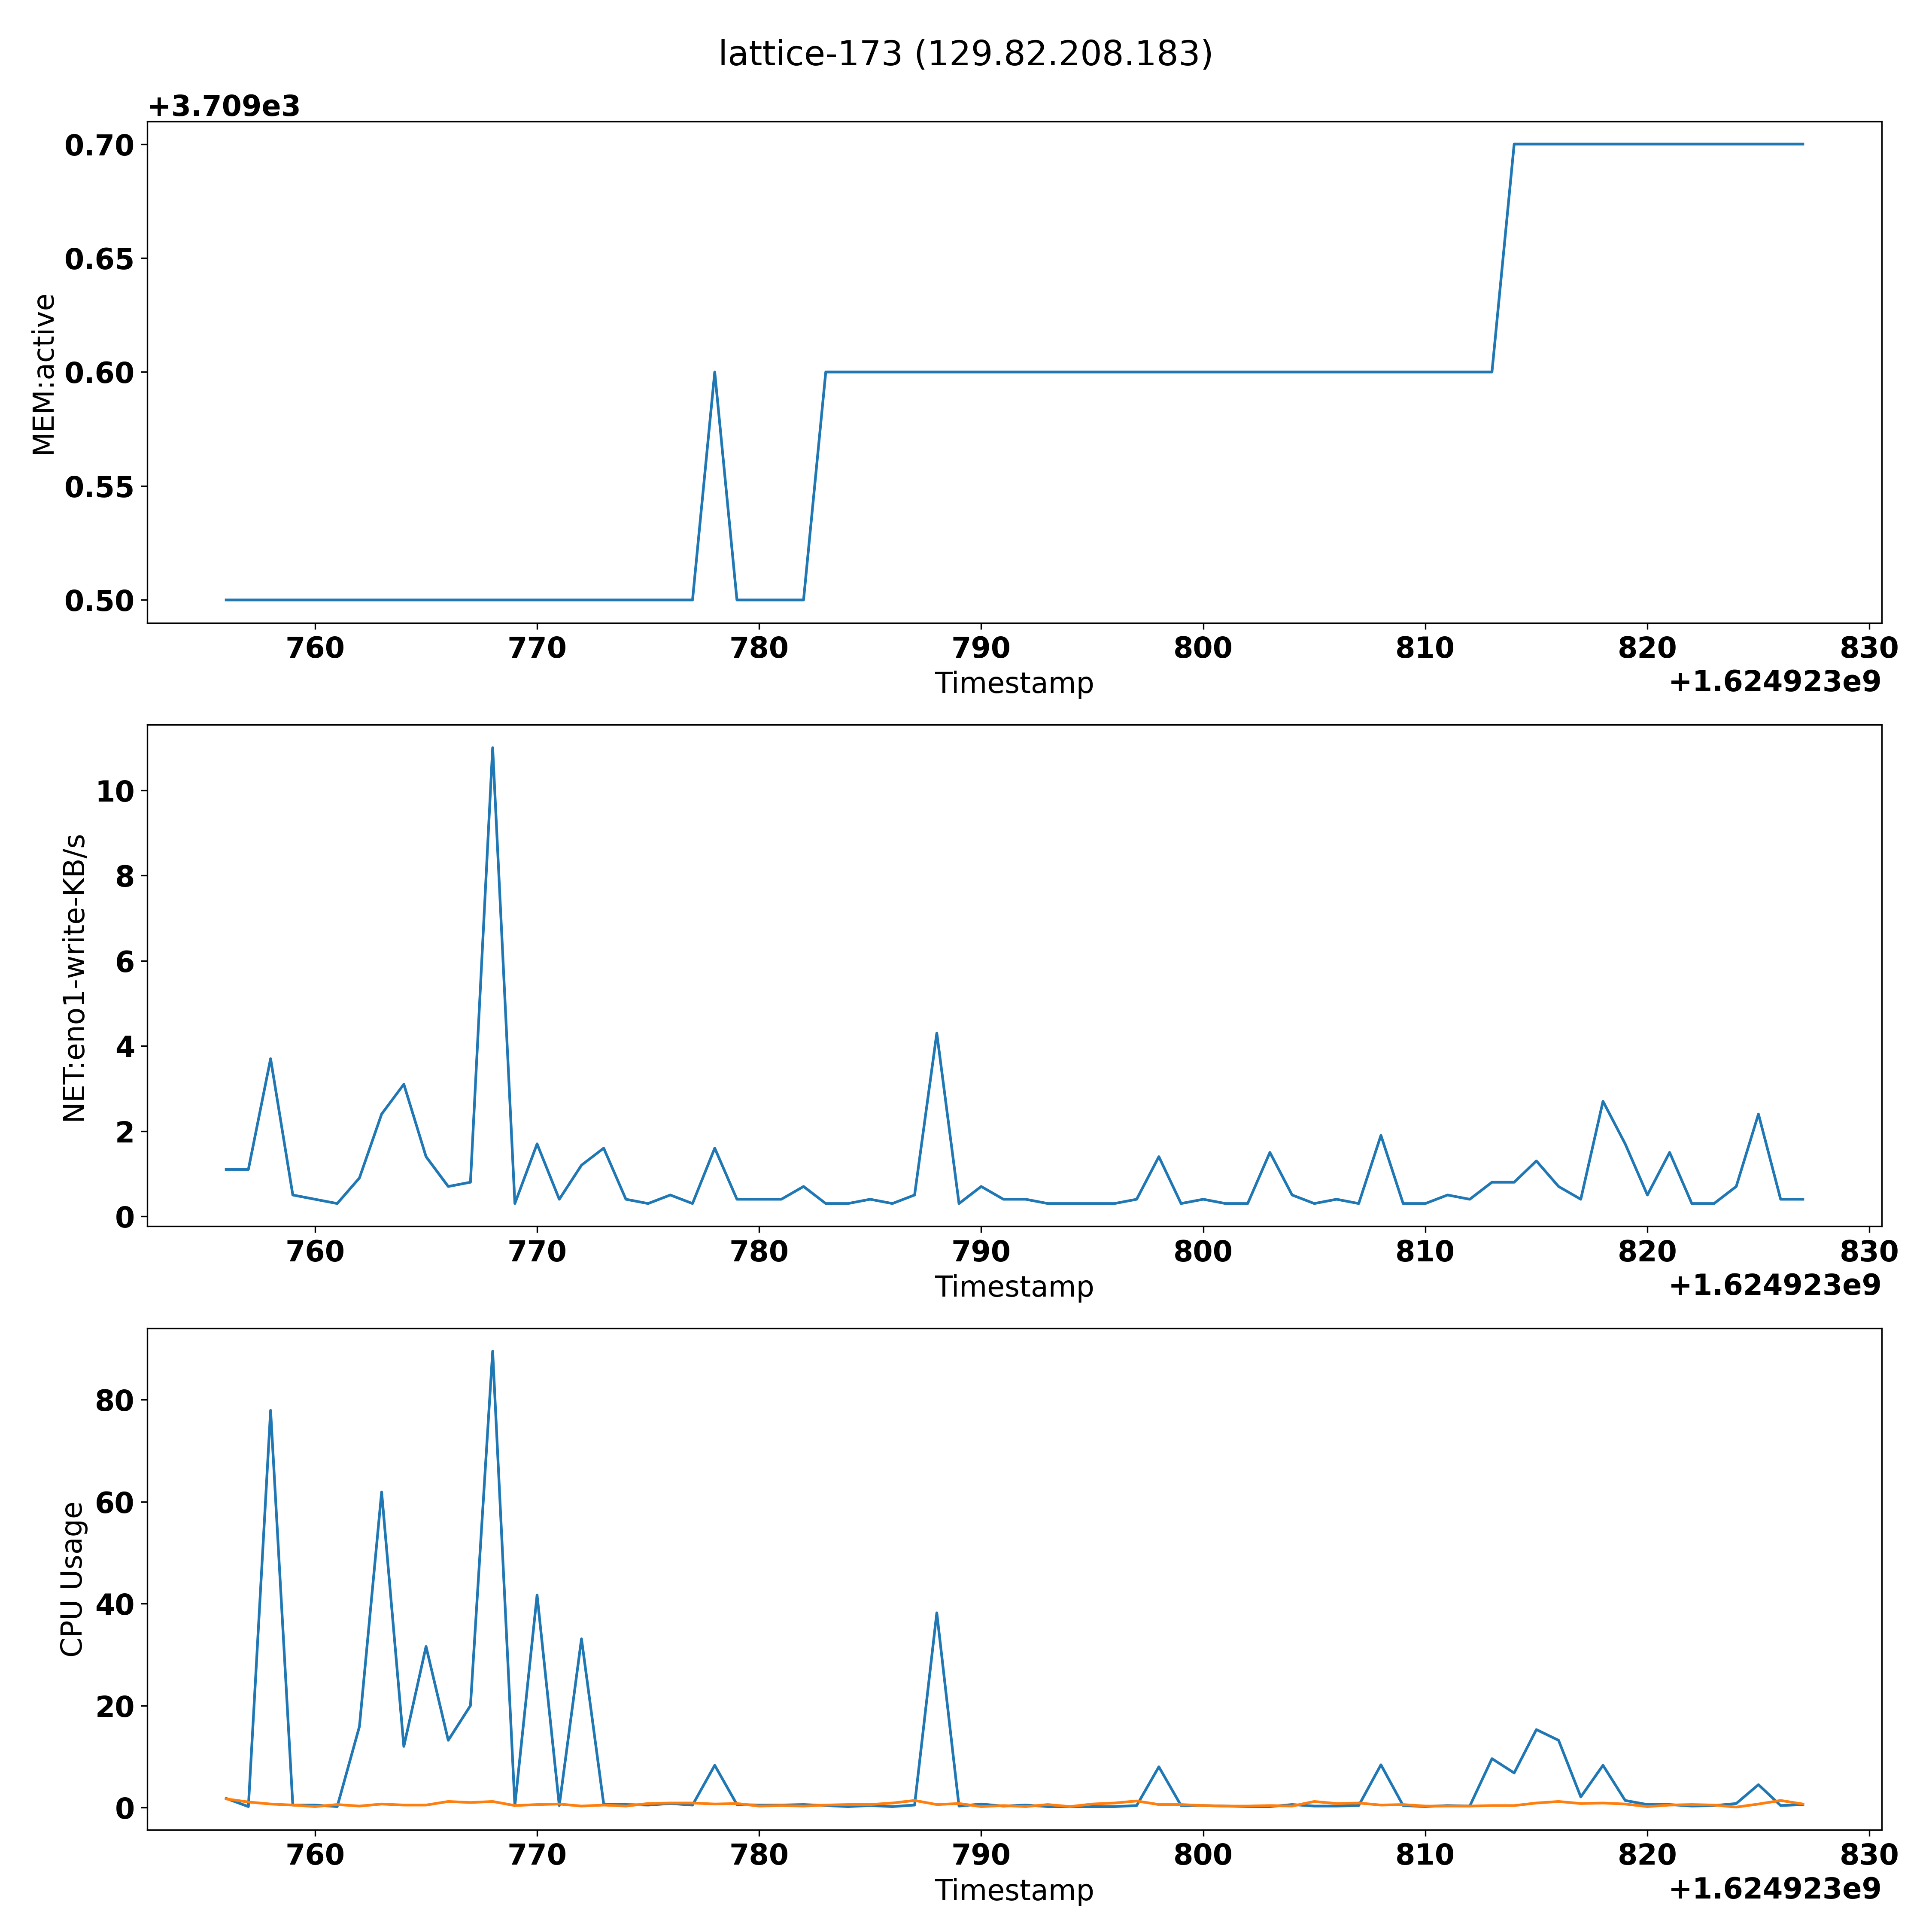 lattice-173 (129.82.208.183)
+3.709e3
0.70
0.65
0.60
0.55
0.50
MEM:active
760 770 780 790 800 810 820 830
Timestamp
+1.624923e9
10
8
6
4
2
0
NET:eno1-write-KB/s
760 770 780 790 800 810 820 830
Timestamp
+1.624923e9
80
60
40
20
0
CPU Usage
760 770 780 790 800 810 820 830
Timestamp
+1.624923e9